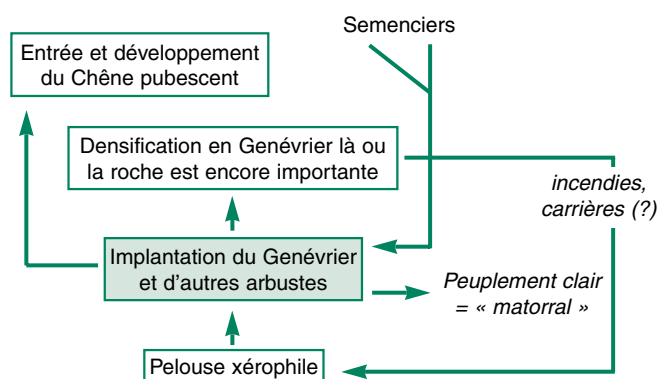 Semenciers
Entrée et développement
du Chêne pubescent
Densification en Genévrier là ou
la roche est encore importante
incendies,
carrières (?)
Implantation du Genévrier
et d'autres arbustes
Peuplement clair
= « matorral »
Pelouse xérophile